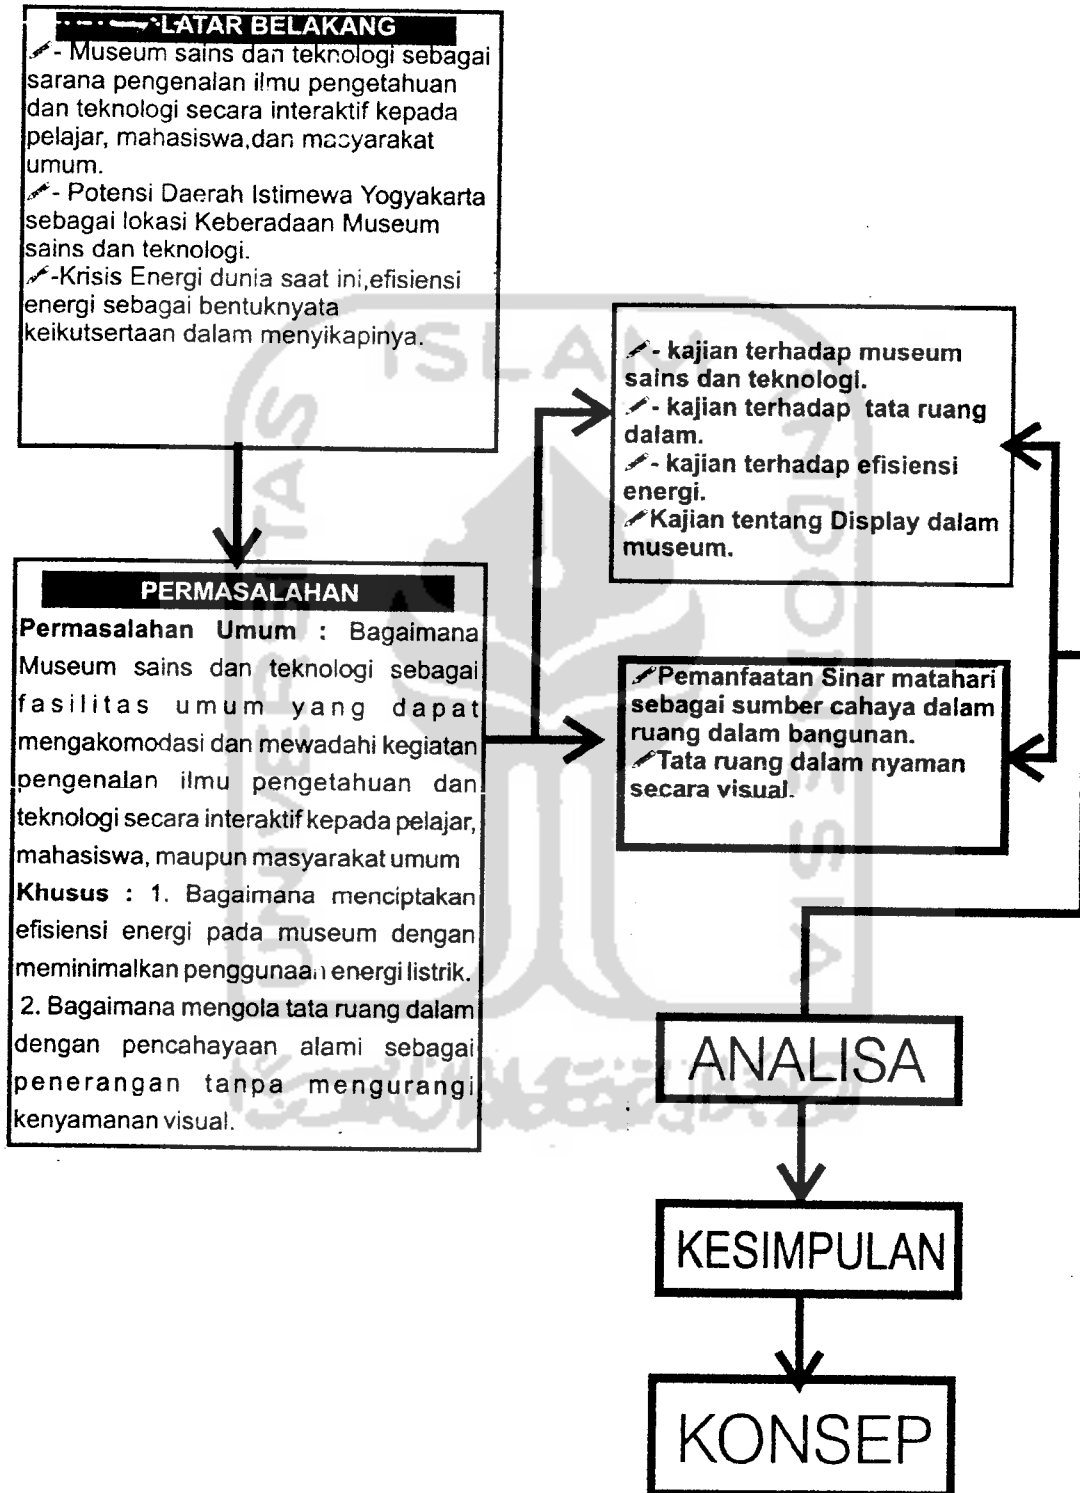 LATAR BELAKANG
- Museum sains dan teknologi sebagai
sarana pengenalan ilmu pengetahuan
dan teknologi secara interaktif kepada
pelajar, mahasiswa,dan masyarakat
umum.
- Potensi Daerah Istimewa Yogyakarta
sebagai lokasi Keberadaan Museum
sains dan teknologi.
-Krisis Energi dunia saat ini,efisiensi
energi sebagai bentuknyata
keikutsertaan dalam menyikapinya.
PERMASALAHAN
Permasalahan Umum : Bagaimana
Museum sains dan teknologi sebagai
fasilitas umum yang dapat
mengakomodasi dan mewadahi kegiatan
pengenalan ilmu pengetahuan dan
teknologi secara interaktif kepada pelajar,
mahasiswa, maupun masyarakat umum
Khusus : 1. Bagaimana menciptakan
efisiensi energi pada museum dengan
meminimalkan penggunaan energi listrik.
2. Bagaimana mengola tata ruang dalam
dengan pencahayaan alami sebagai
penerangan tanpa mengurangi
kenyamanan visual.
- kajian terhadap museum
sains dan teknologi.
- kajian terhadap tata ruang
dalam.
- kajian terhadap efisiensi
energi.
Kajian tentang Display dalam
museum.
Pemanfaatan Sinar matahari
sebagai sumber cahaya dalam
ruang dalam bangunan.
Tata ruang dalam nyaman
secara visual.
ANALISA
KESIMPULAN
KONSEP
UNIVERSITAS
ISLAM
INDONESIA